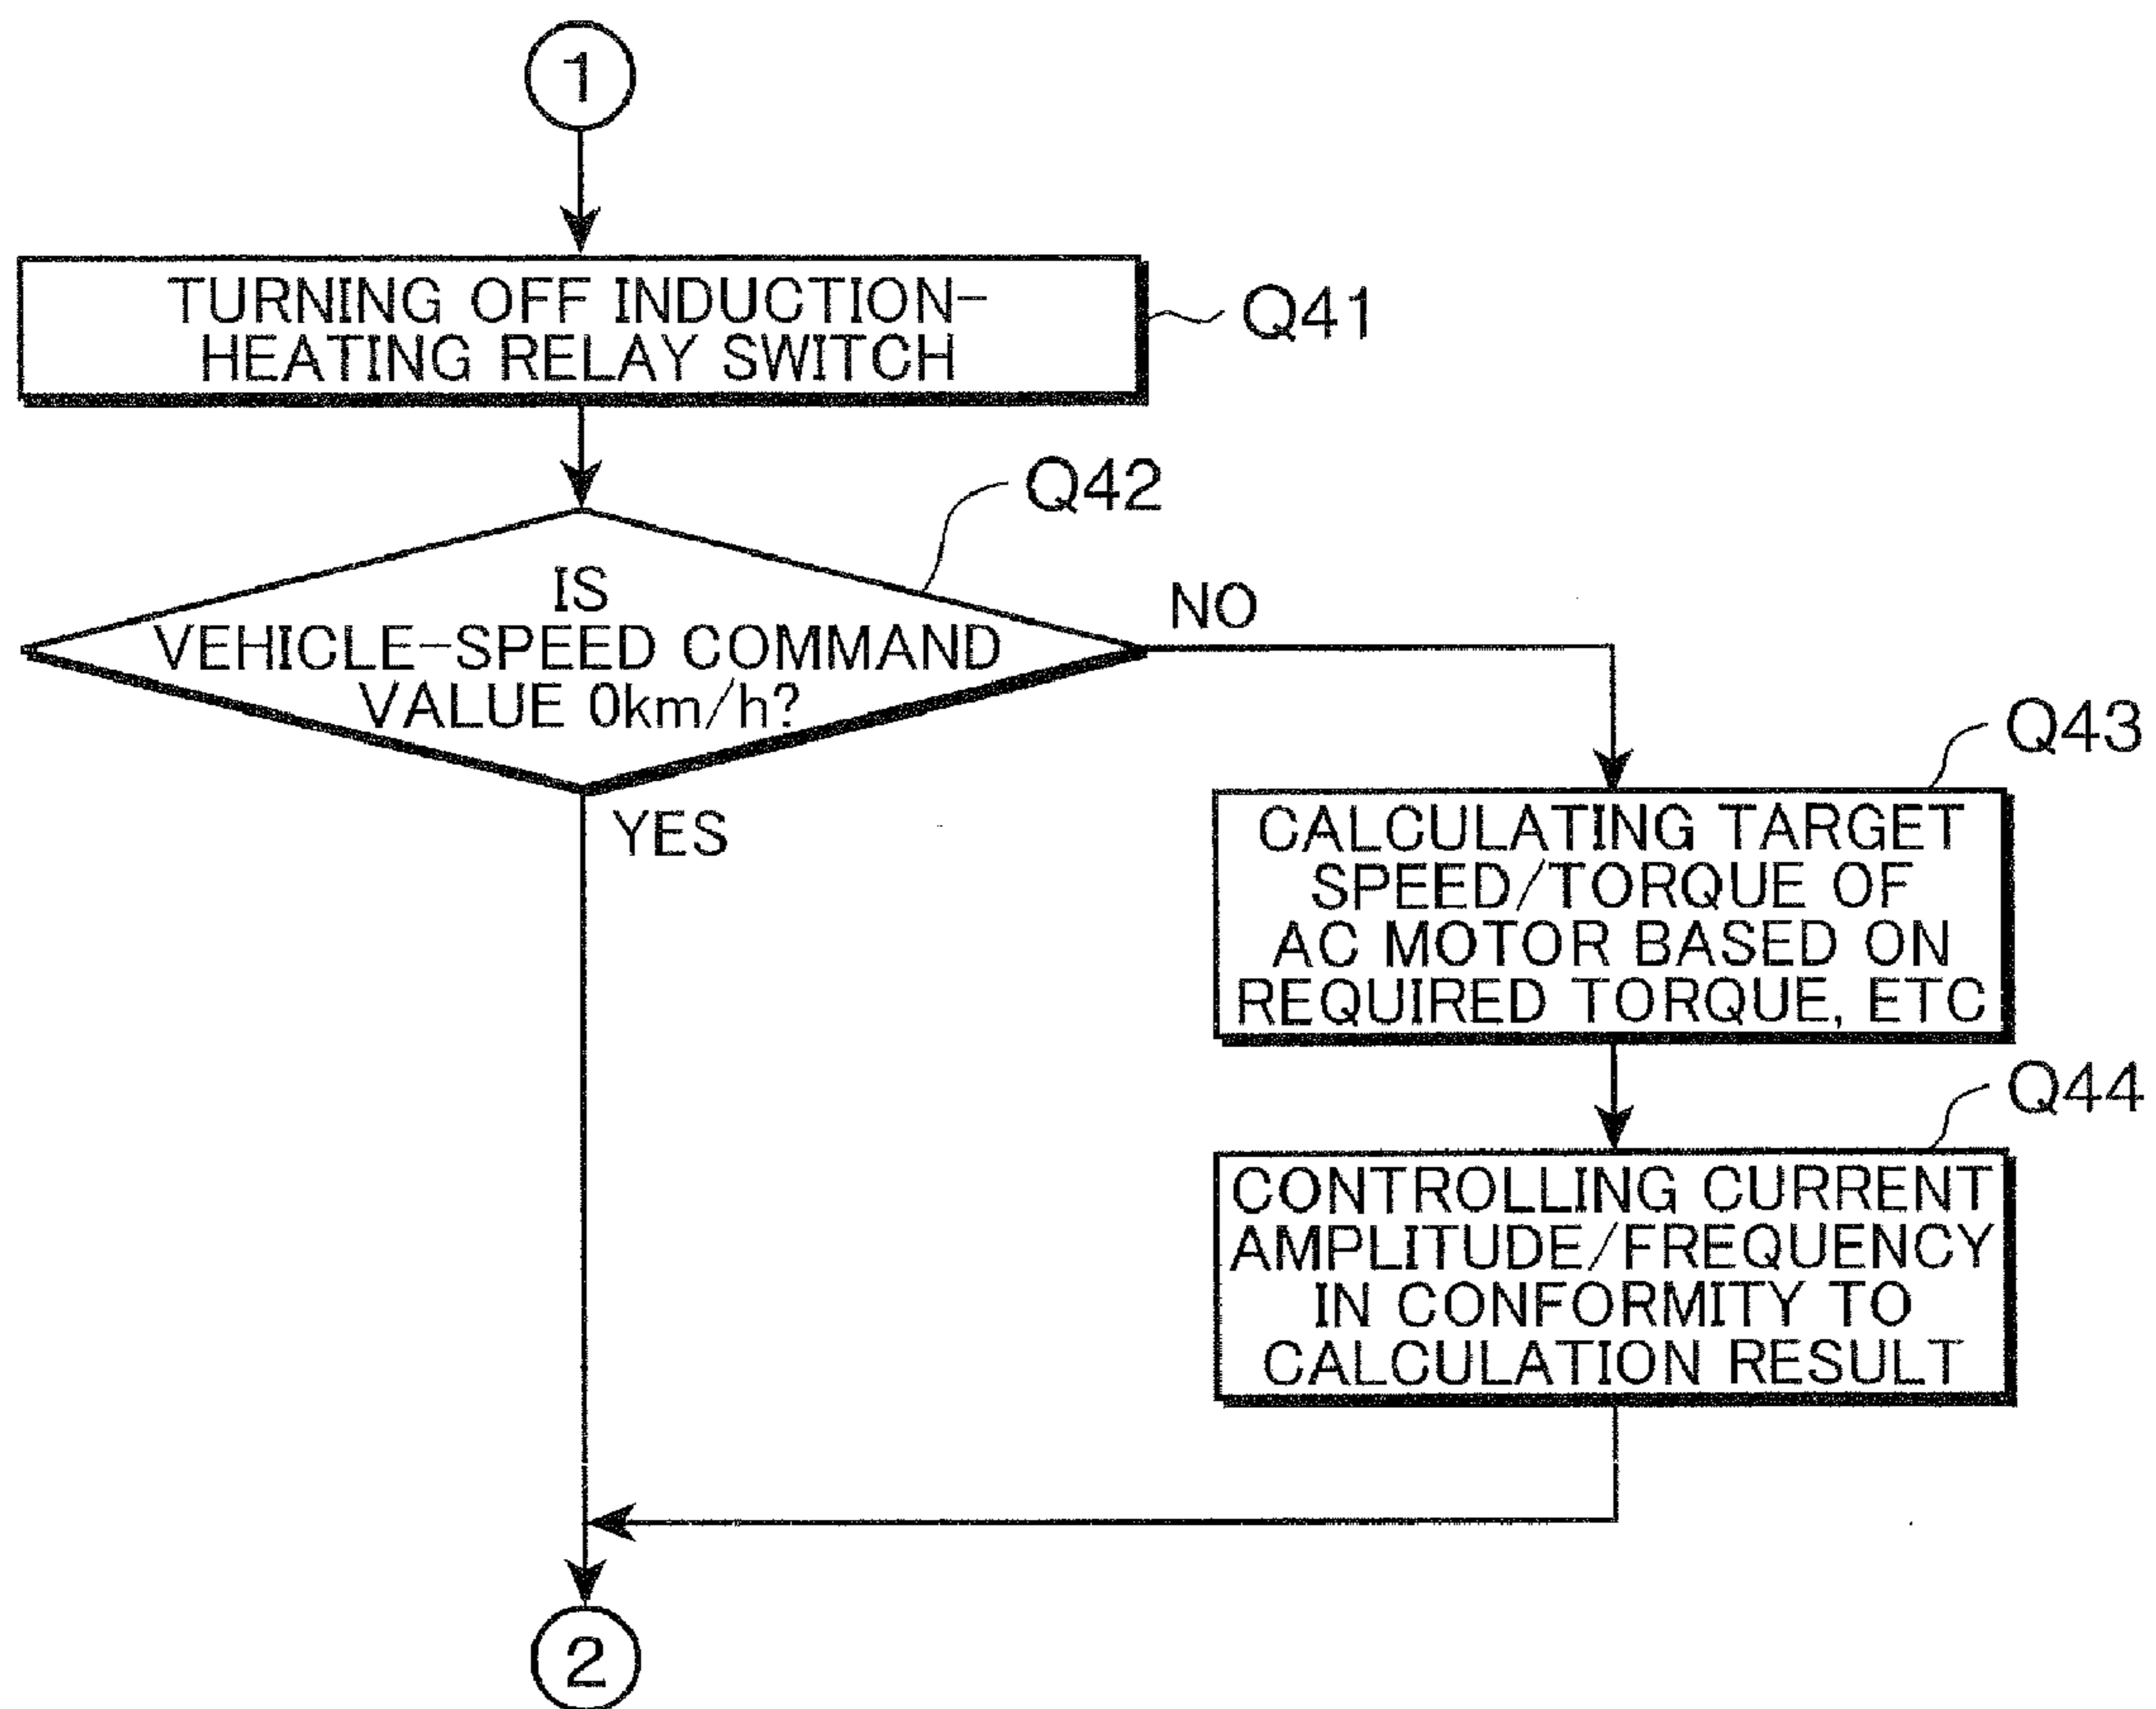 1
TURNING OFF INDUCTION-
HEATING RELAY SWITCH
Q41
Q42
IS
VEHICLE-SPEED COMMAND
VALUE 0km/h?
NO
YES
Q43
CALCULATING TARGET
SPEED/TORQUE OF
AC MOTOR BASED ON
REQUIRED TORQUE, ETC
Q44
CONTROLLING CURRENT
AMPLITUDE/FREQUENCY
IN CONFORMITY TO
CALCULATION RESULT
2